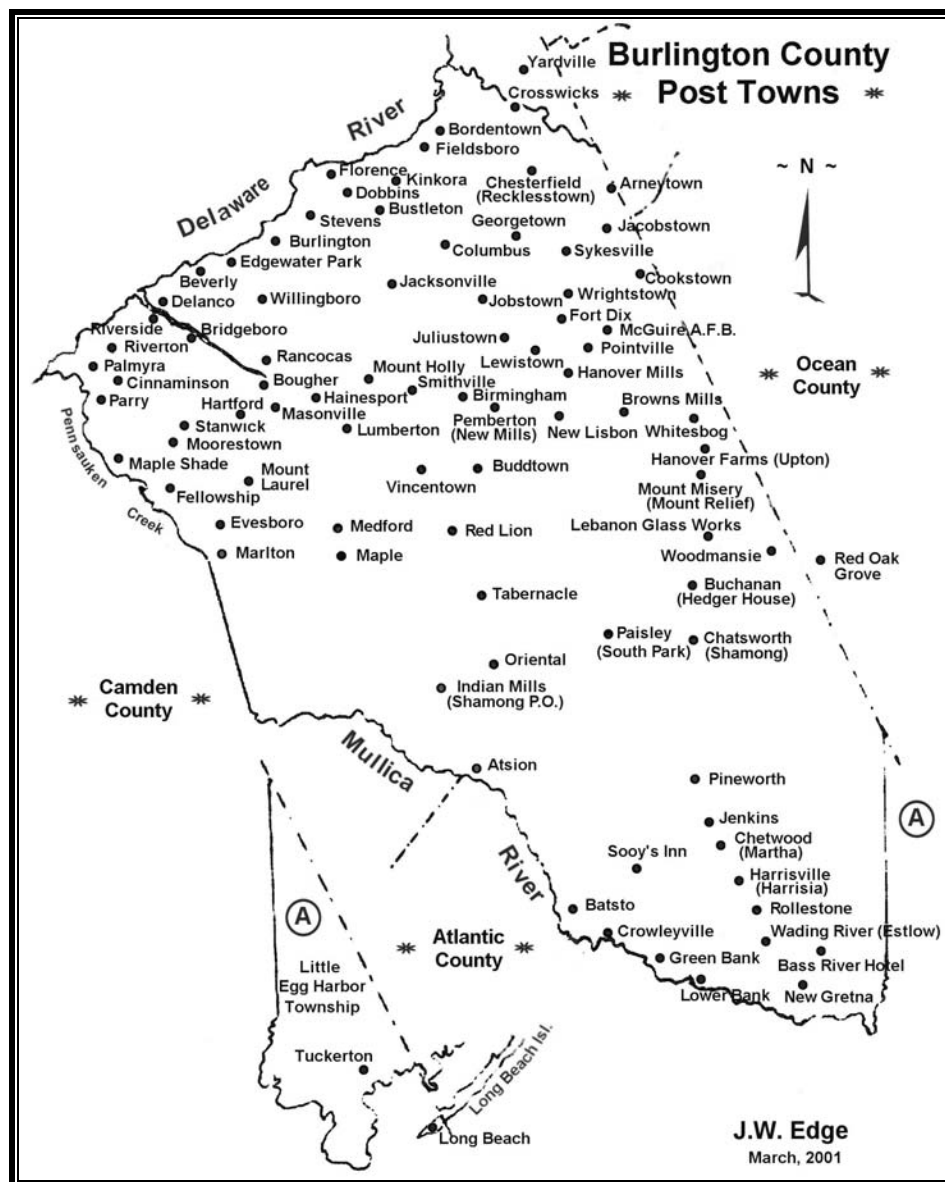 Burlington County
Post Towns
~ N ~
Yardville
Crosswicks
River
Bordentown
Fieldsboro
Florence
Kinkora
Chesterfield
(Recklesstown)
Arneytown
Dobbins
Delaware
Bustleton
Stevens
Georgetown
Jacobstown
Burlington
Columbus
Sykesville
Edgewater Park
Beverly
Cookstown
Jacksonville
Delanco
Willingboro
Jobstown
Wrightstown
Fort Dix
Riverside
Bridgeboro
McGuire A.F.B.
Juliustown
Riverton
Lewistown
Pointville
Rancocas
Palmyra
Mount Holly
Hanover Mills
Ocean
County
Cinnaminson
Bougher
Smithville
Parry
Hainesport
Birmingham
Browns Mills
Hartford
Masonville
Pemberton
(New Mills)
New Lisbon
Whitesbog
Stanwick
Lumberton
Pennsauken
Moorestown
Hanover Farms (Upton)
Maple Shade
Mount
Laurel
Vincentown
Buddtown
Mount Misery
(Mount Relief)
Fellowship
Creek
Evesboro
Medford
Red Lion
Lebanon Glass Works
Marlton
Maple
Woodmansie
Red Oak
Grove
Buchanan
(Hedger House)
Tabernacle
Paisley
(South Park)
Chatsworth
(Shamong)
Oriental
Camden
County
Indian Mills
(Shamong P.O.)
Mullica
Atsion
Pineworth
Jenkins
A
Chetwood
(Martha)
Sooy's Inn
River
Harrisville
(Harrisia)
Batsto
Rollestone
A
Crowleyville
Wading River (Estlow)
Atlantic
County
Green Bank
Bass River Hotel
Little
Egg Harbor
Township
Lower Bank
New Gretna
Tuckerton
Long Beach Isl.
Long Beach
J.W. Edge
March, 2001